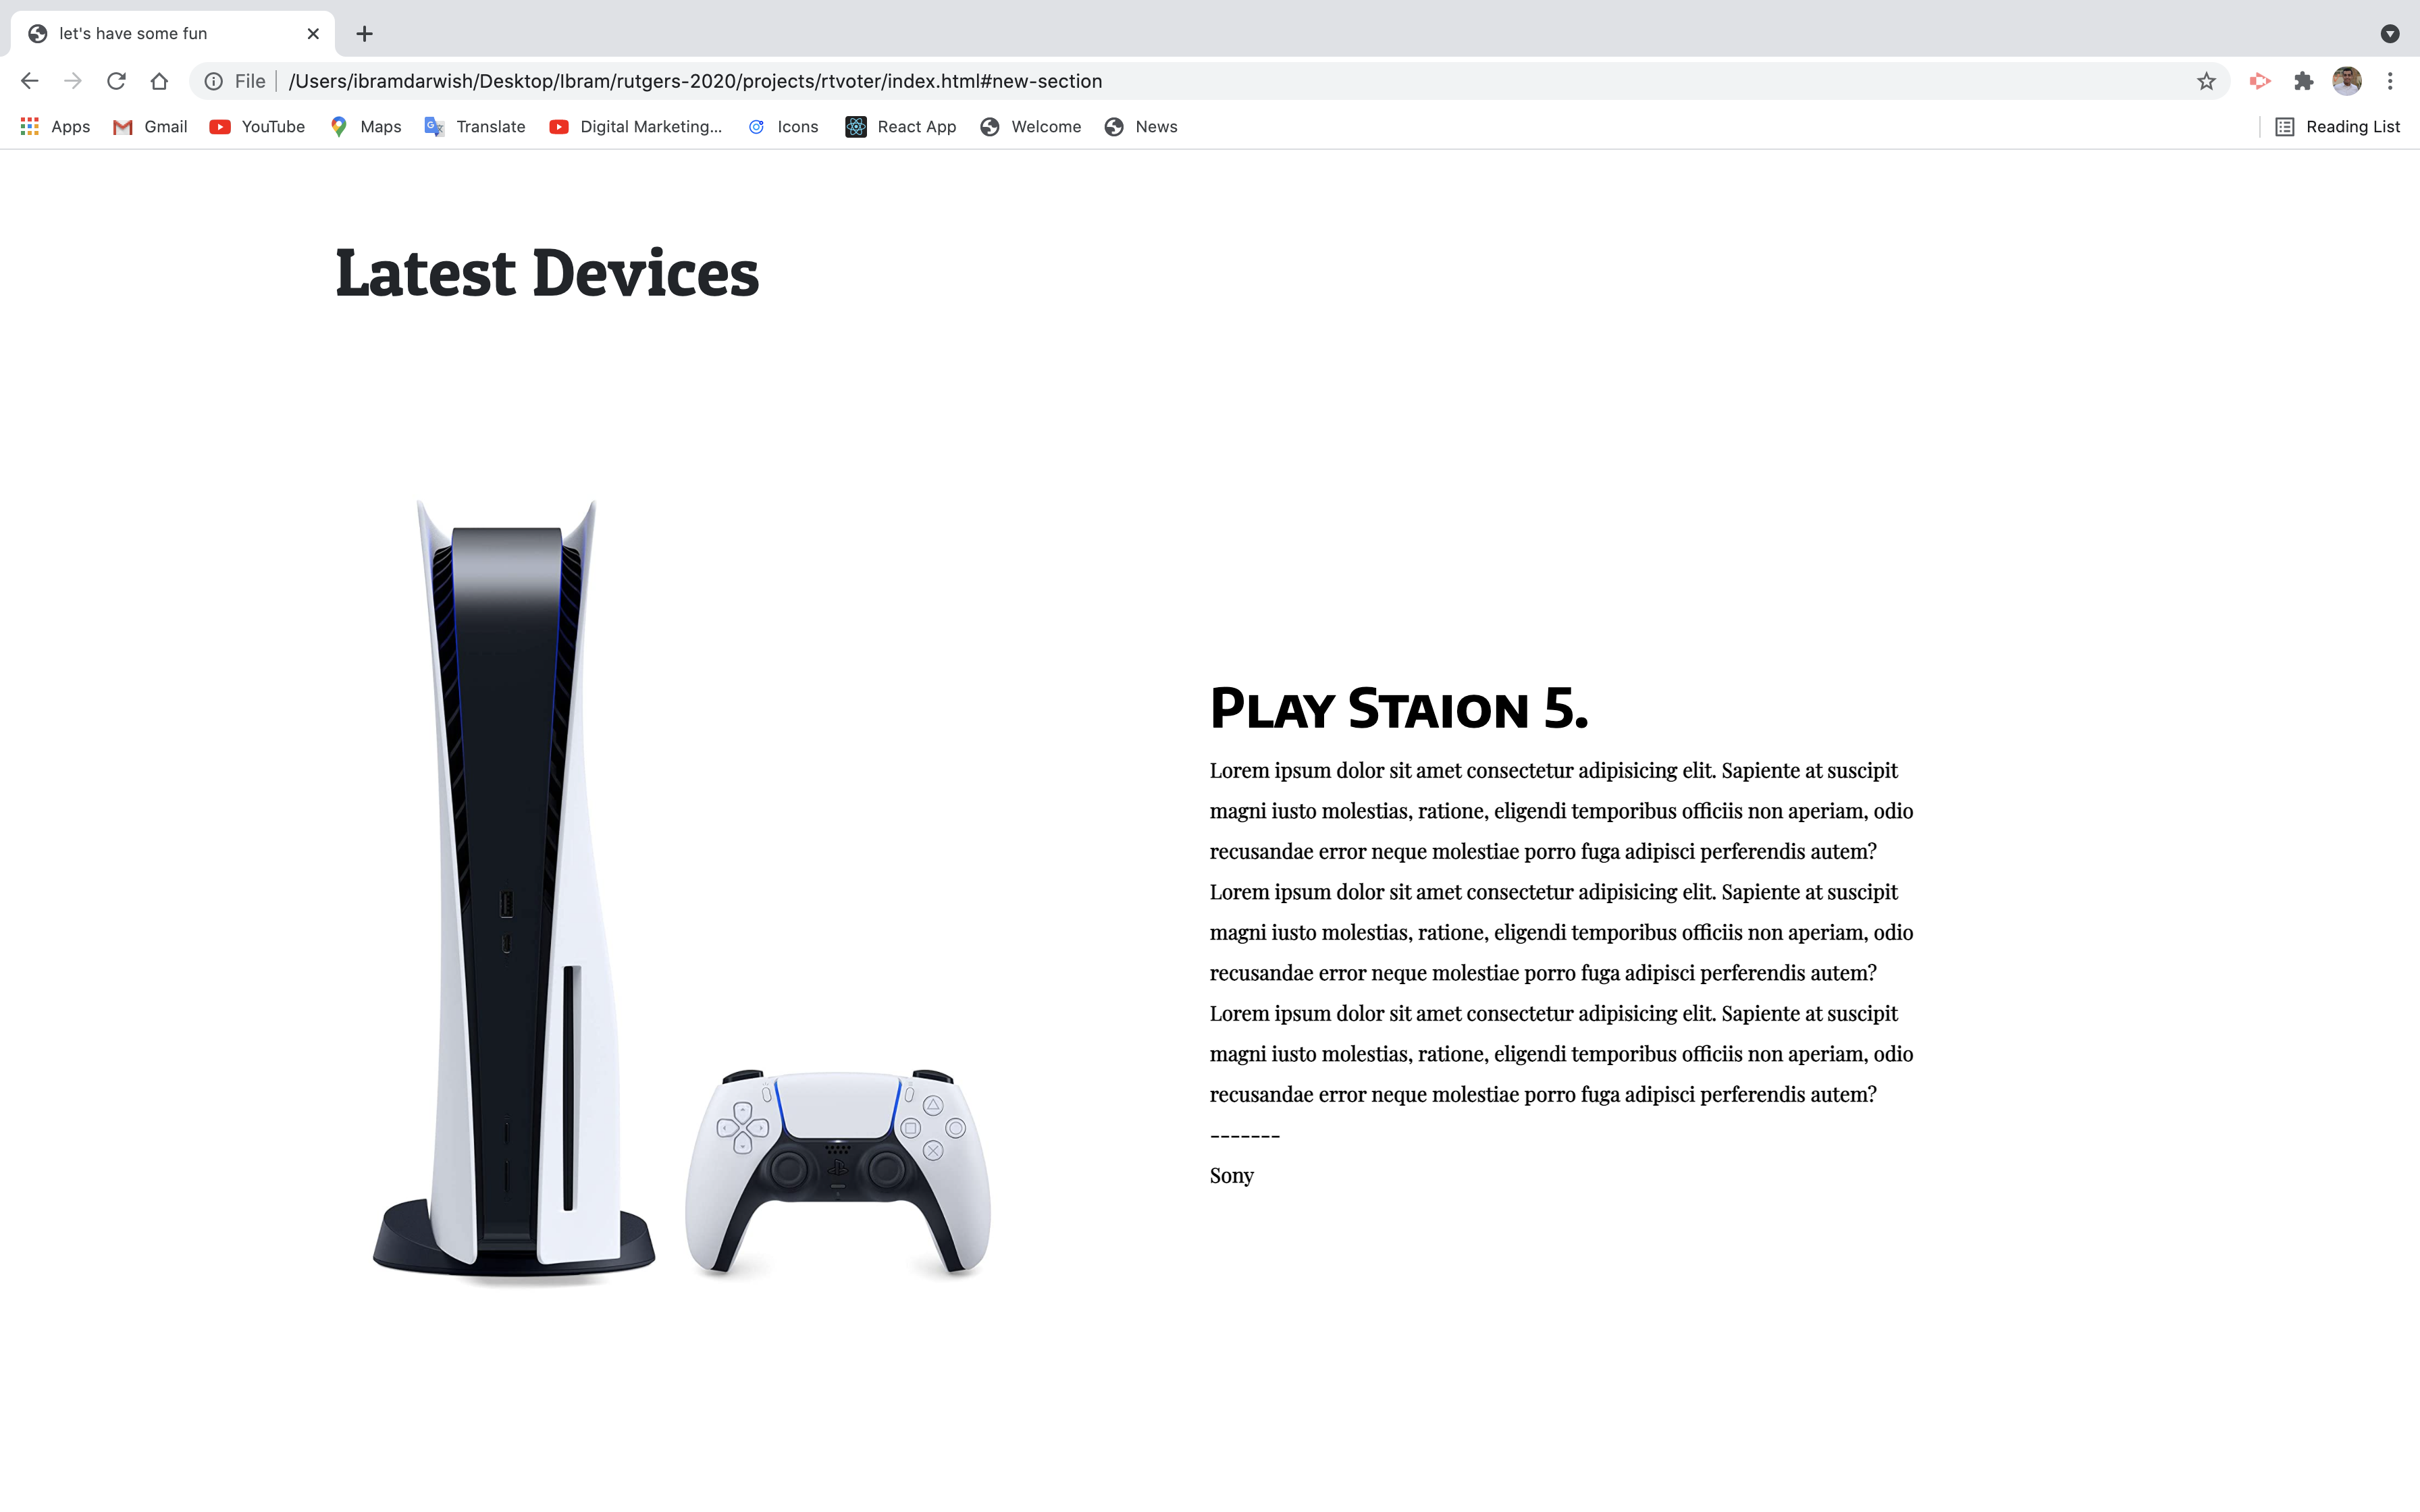 let's have some fun
File /Users/ibramdarwish/Desktop/Ibram/rutgers-2020/projects/rtvoter/index.html#new-section
Apps Gmail YouTube Maps Translate Digital Marketing... Icons React App Welcome News Reading List
Latest Devices
Play Staion 5.
Lorem ipsum dolor sit amet consectetur adipisicing elit. Sapiente at suscipit
magni iusto molestias, ratione, eligendi temporibus officiis non aperiam, odio
recusandae error neque molestiae porro fuga adipisci perferendis autem?
Lorem ipsum dolor sit amet consectetur adipisicing elit. Sapiente at suscipit
magni iusto molestias, ratione, eligendi temporibus officiis non aperiam, odio
recusandae error neque molestiae porro fuga adipisci perferendis autem?
Lorem ipsum dolor sit amet consectetur adipisicing elit. Sapiente at suscipit
magni iusto molestias, ratione, eligendi temporibus officiis non aperiam, odio
recusandae error neque molestiae porro fuga adipisci perferendis autem?
-------
Sony